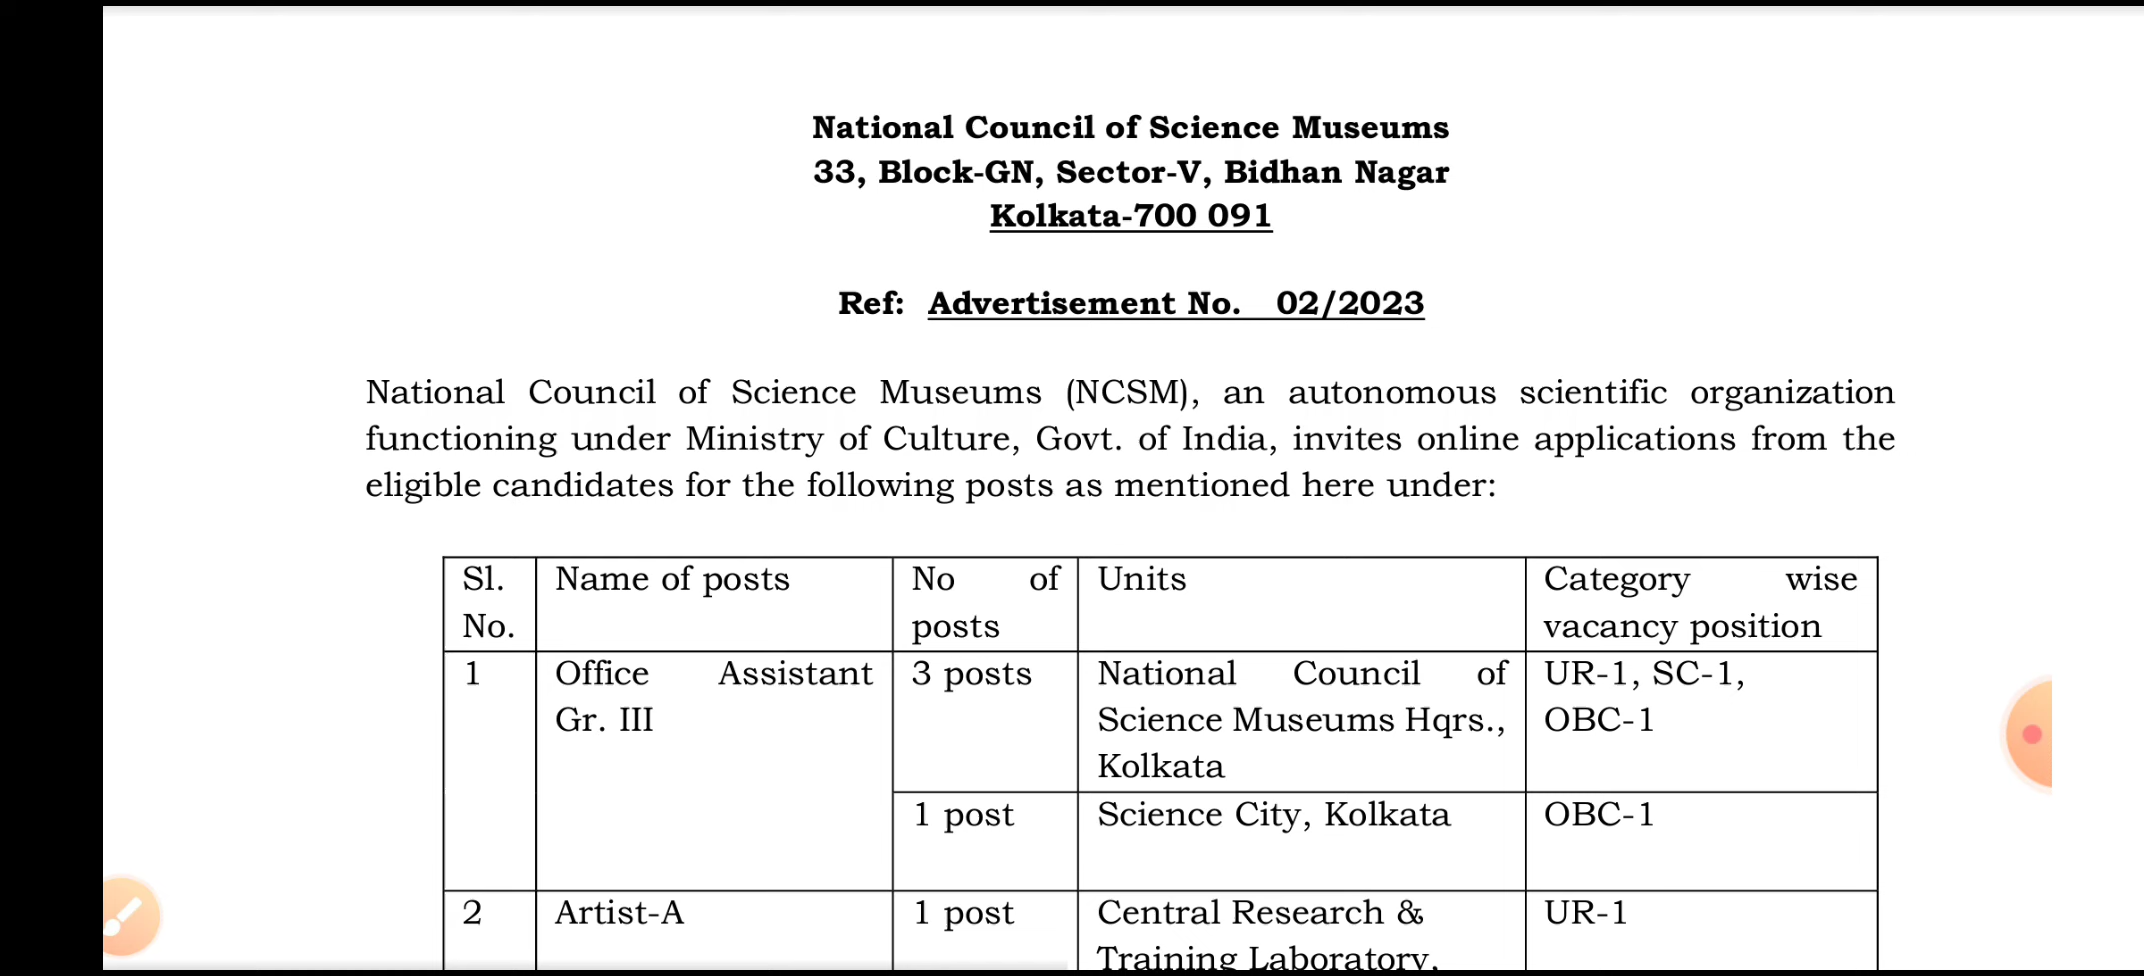 National Council of Science Museums
33, Block-GN, Sector-V, Bidhan Nagar
Kolkata-700 091
Ref: Advertisement No. 02/2023
National Council of Science Museums (NCSM), an autonomous scientific organization
functioning under Ministry of Culture, Govt. of India, invites online applications from the
eligible candidates for the following posts as mentioned here under:
Sl. Name of posts No of Units Category wise
No. posts vacancy position
1 Office Assistant 3 posts National Council of UR-1, SC-1,
Gr. III Science Museums Hqrs., OBC-1
Kolkata
1 post Science City, Kolkata OBC-1
2 Artist-A 1 post Central Research & UR-1
Training Laboratory,